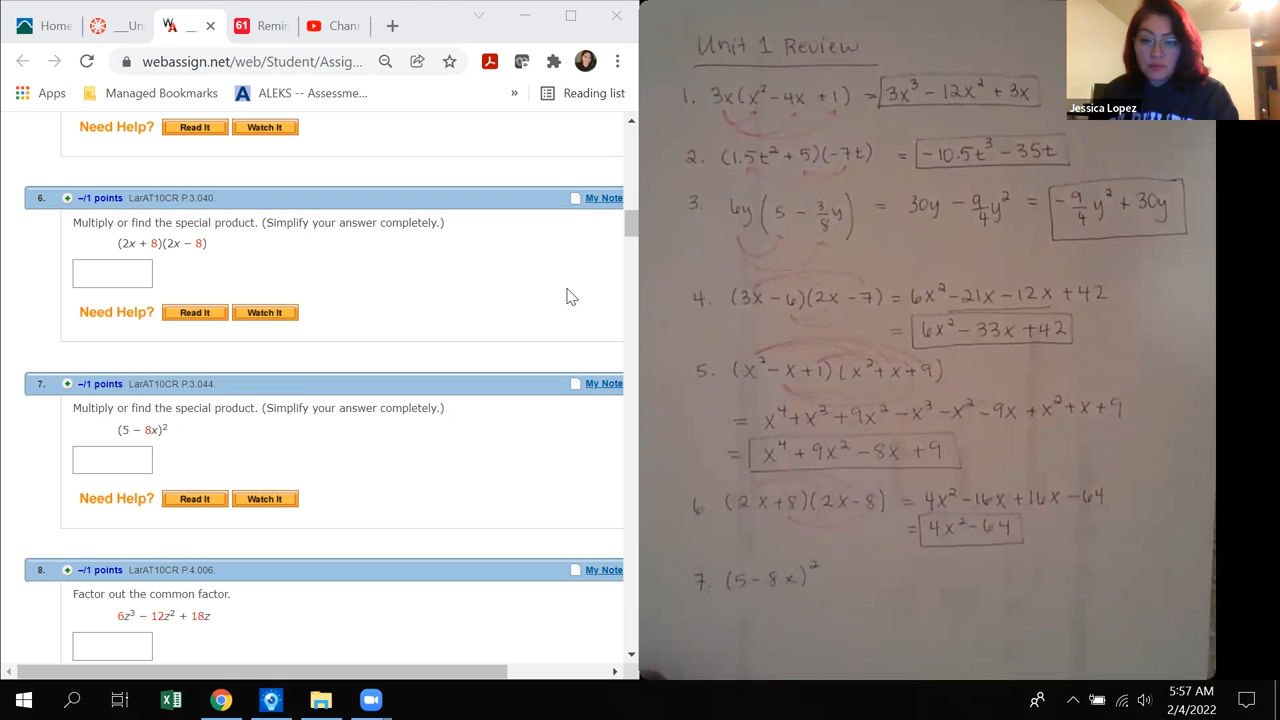 Home
__Un
__
61 Remin
Chann
webassign.net/web/Student/Assig...
Apps
Managed Bookmarks
ALEKS -- Assessme...
»
Reading list
Need Help? Read It Watch It
6. –/1 points LarAT10CR P.3.040. My Note
Multiply or find the special product. (Simplify your answer completely.)
(2x + 8)(2x − 8)
Need Help? Read It Watch It
7. –/1 points LarAT10CR P.3.044. My Note
Multiply or find the special product. (Simplify your answer completely.)
(5 − 8x)²
Need Help? Read It Watch It
8. –/1 points LarAT10CR P.4.006. My Note
Factor out the common factor.
6z³ − 12z² + 18z
Unit 1 Review
1. 3x(x² − 4x + 1) = 3x³ − 12x² + 3x
2. (1.5t² + 5)(−7t) = −10.5t³ − 35t
3. 6y(5 − 3/8 y) = 30y − 9/4 y² = −9/4 y² + 30y
4. (3x − 6)(2x − 7) = 6x² − 21x − 12x + 42
= 6x² − 33x + 42
5. (x² − x + 1)(x² + x + 9)
= x⁴ + x³ + 9x² − x³ − x² − 9x + x² + x + 9
= x⁴ + 9x² − 8x + 9
6. (2x + 8)(2x − 8) = 4x² − 16x + 16x − 64
= 4x² − 64
7. (5 − 8x)²
Jessica Lopez
5:57 AM
2/4/2022